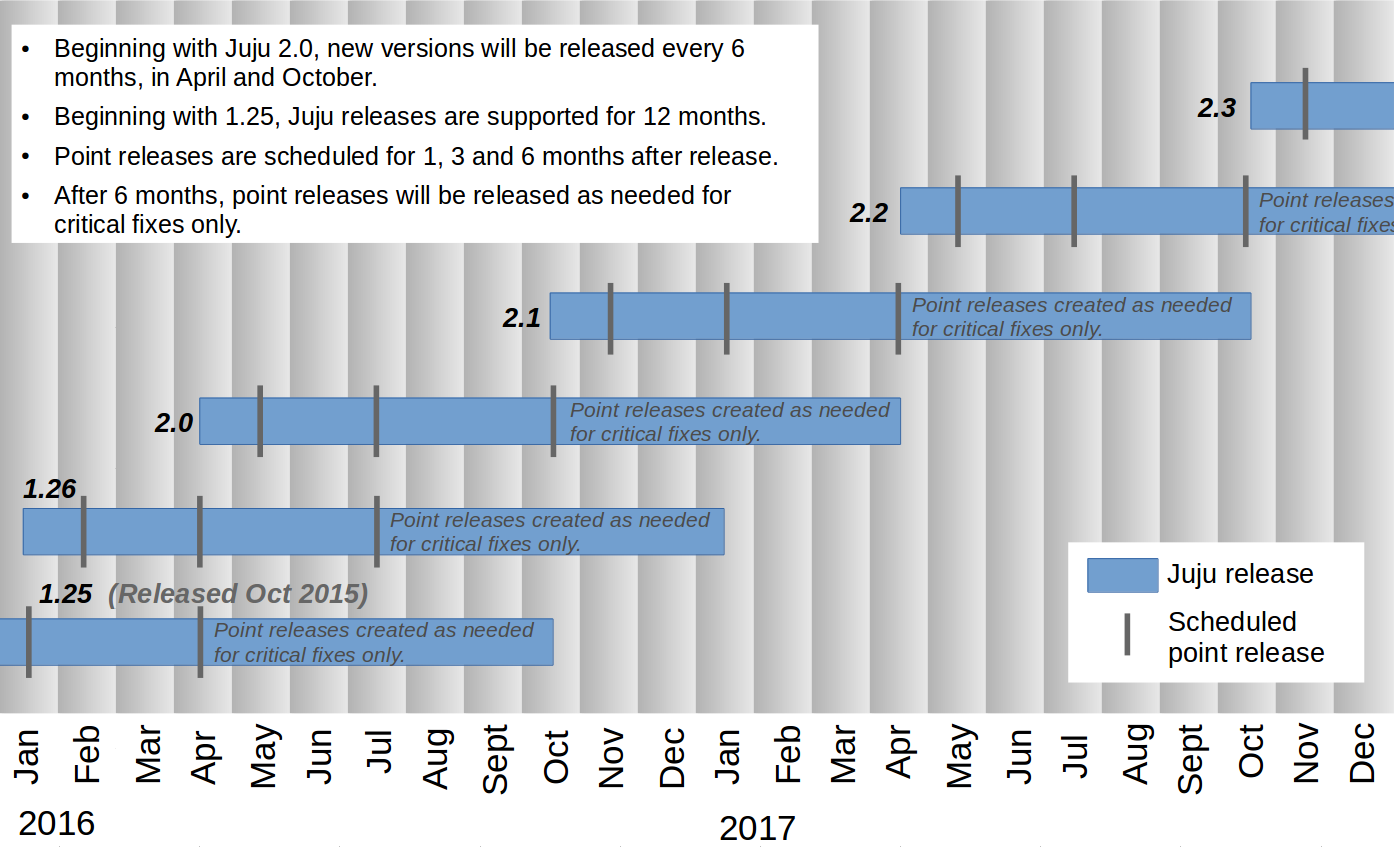 • Beginning with Juju 2.0, new versions will be released every 6
months, in April and October.
• Beginning with 1.25, Juju releases are supported for 12 months.
• Point releases are scheduled for 1, 3 and 6 months after release.
• After 6 months, point releases will be released as needed for
critical fixes only.
2.3
2.2
Point releases
for critical fixes
2.1
Point releases created as needed
for critical fixes only.
2.0
Point releases created as needed
for critical fixes only.
1.26
Point releases created as needed
for critical fixes only.
1.25 (Released Oct 2015)
Point releases created as needed
for critical fixes only.
Juju release
Scheduled
point release
Jan Feb Mar Apr May Jun Jul Aug Sept Oct Nov Dec Jan Feb Mar Apr May Jun Jul Aug Sept Oct Nov Dec
2016 2017